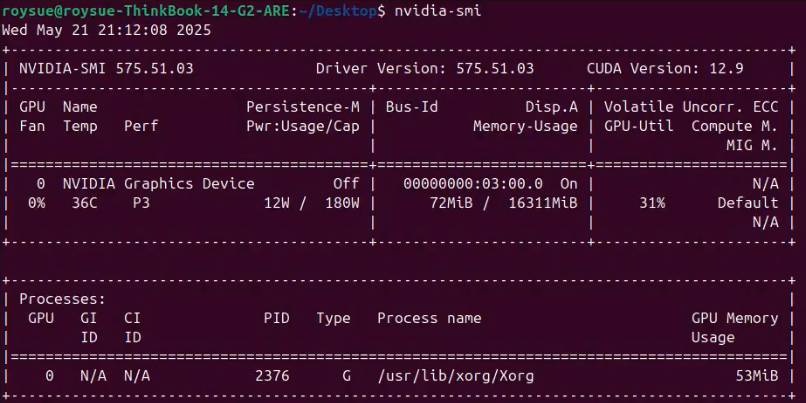 roysue@roysue-ThinkBook-14-G2-ARE:~/Desktop$ nvidia-smi
Wed May 21 21:12:08 2025
+-----------------------------------------------------------------------------------------+
| NVIDIA-SMI 575.51.03              Driver Version: 575.51.03      CUDA Version: 12.9     |
|-----------------------------------------+------------------------+----------------------+
| GPU  Name                 Persistence-M | Bus-Id          Disp.A | Volatile Uncorr. ECC |
| Fan  Temp   Perf          Pwr:Usage/Cap |           Memory-Usage | GPU-Util  Compute M. |
|                                         |                        |               MIG M. |
|=========================================+========================+======================|
|   0  NVIDIA Graphics Device         Off |   00000000:03:00.0  On |                  N/A |
|  0%   36C    P3             12W /  180W |      72MiB /  16311MiB |     31%      Default |
|                                         |                        |                  N/A |
+-----------------------------------------+------------------------+----------------------+

+-----------------------------------------------------------------------------------------+
| Processes:                                                                              |
|  GPU   GI   CI              PID   Type   Process name                        GPU Memory |
|        ID   ID                                                               Usage      |
|=========================================================================================|
|    0   N/A  N/A            2376      G   /usr/lib/xorg/Xorg                       53MiB |
+-----------------------------------------------------------------------------------------+